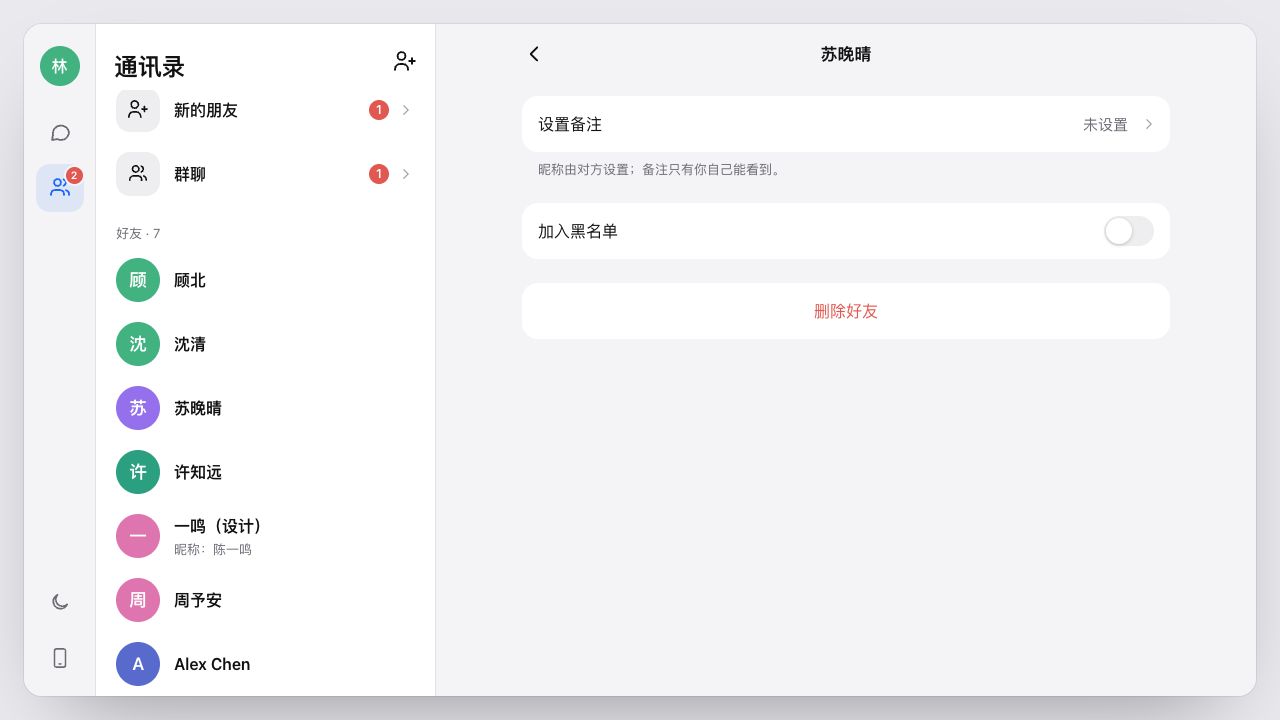 林
2
通讯录
新的朋友
1
群聊
1
好友 · 7
顾
顾北
沈
沈清
苏
苏晚晴
许
许知远
一
一鸣（设计）
昵称：陈一鸣
周
周予安
A
Alex Chen
苏晚晴
设置备注
未设置
昵称由对方设置；备注只有你自己能看到。
加入黑名单
删除好友